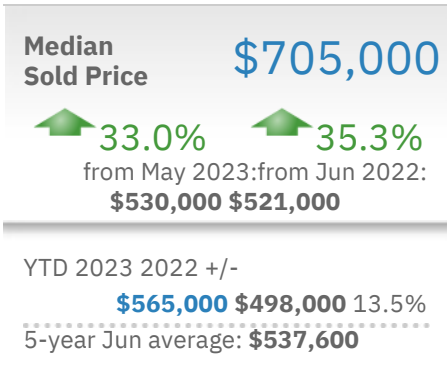 Median
Sold Price
$705,000
33.0% 35.3%
from May 2023:from Jun 2022:
$530,000 $521,000
YTD 2023 2022 +/-
$565,000 $498,000 13.5%
5-year Jun average: $537,600